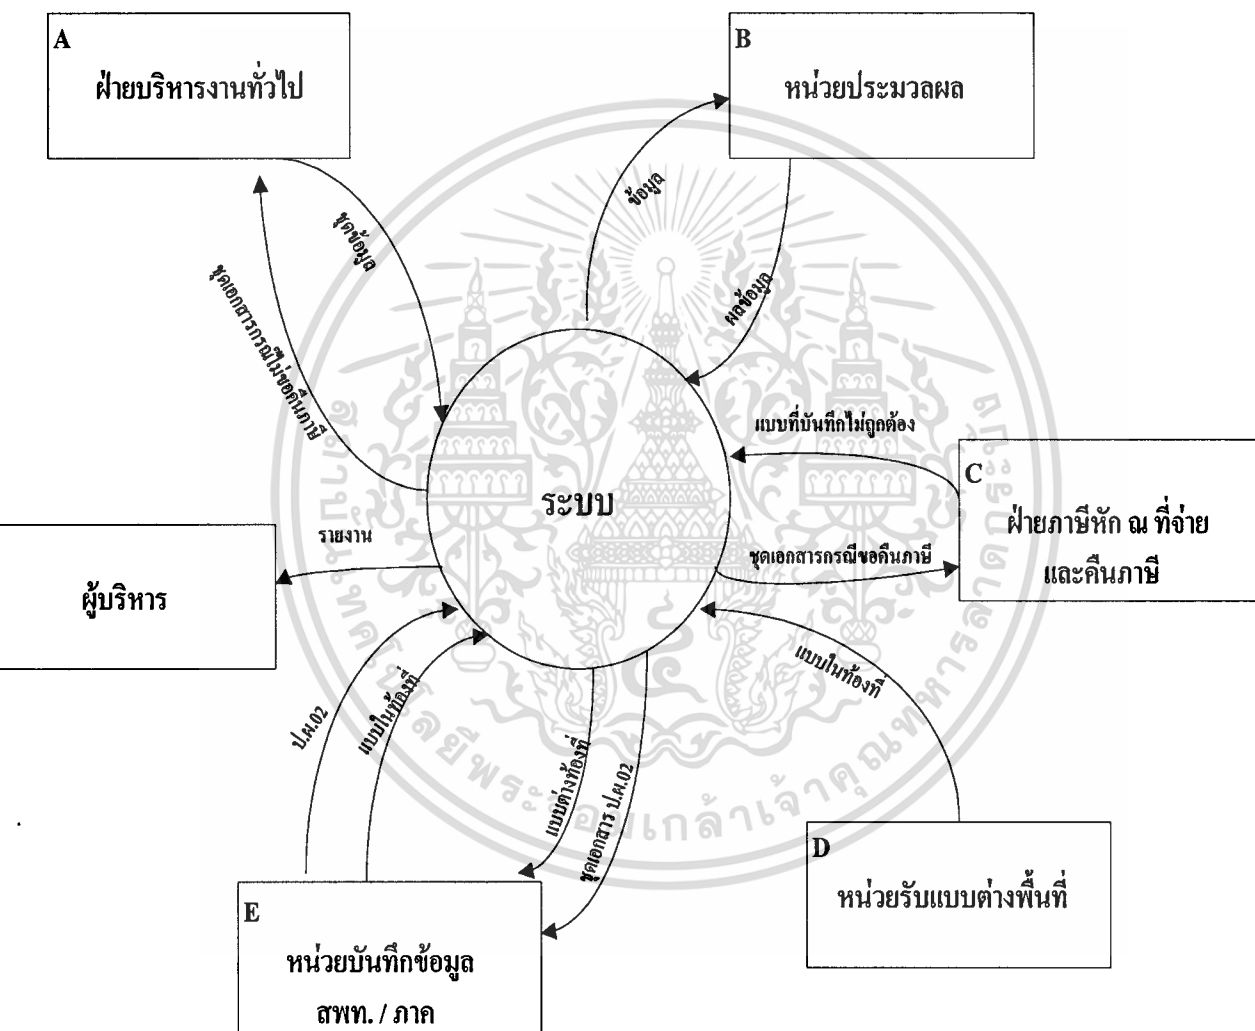 A
ฝ่ายบริหารงานทั่วไป
B
หน่วยประมวลผล
ข้อมูล
ชุดข้อมูล
ชุดเอกสารกรณีไม่ขอคืนภาษี
ผลข้อมูล
แบบที่บันทึกไม่ถูกต้อง
C
ฝ่ายภาษีหัก ณ ที่จ่าย
และคืนภาษี
ระบบ
รายงาน
ชุดเอกสารกรณีขอคืนภาษี
ผู้บริหาร
แบบในท้องที่
ป.ผ.02
แบบในท้องที่
แบบต่างท้องที่
ชุดเอกสาร ป.ผ.02
D
หน่วยรับแบบต่างพื้นที่
E
หน่วยบันทึกข้อมูล
สพท. / ภาค